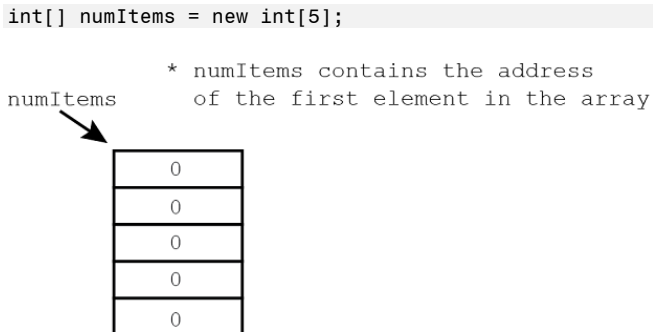 int[] numItems = new int[5];
* numItems contains the address
of the first element in the array
numItems
0
0
0
0
0